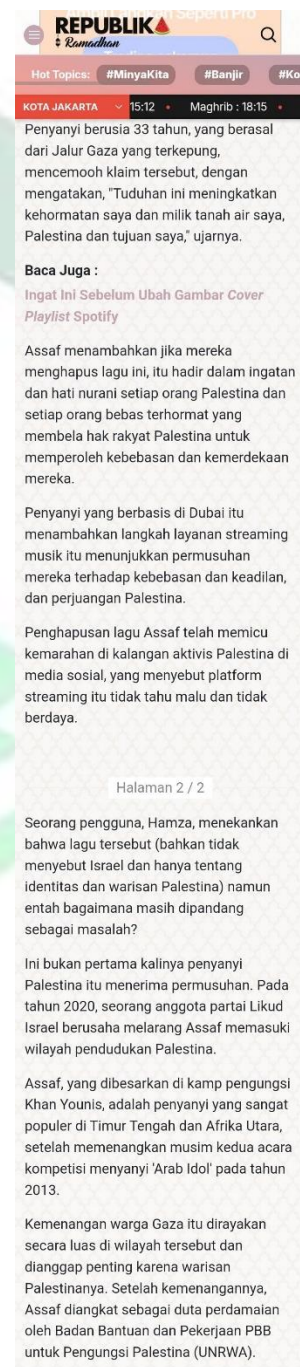 REPUBLIKA
Ramadhan
Hot Topics: #MinyaKita #Banjir #Ko
KOTA JAKARTA 15:12 • Maghrib : 18:15 •
Penyanyi berusia 33 tahun, yang berasal
dari Jalur Gaza yang terkepung,
mencemooh klaim tersebut, dengan
mengatakan, "Tuduhan ini meningkatkan
kehormatan saya dan milik tanah air saya,
Palestina dan tujuan saya," ujarnya.
Baca Juga :
Ingat Ini Sebelum Ubah Gambar Cover
Playlist Spotify
Assaf menambahkan jika mereka
menghapus lagu ini, itu hadir dalam ingatan
dan hati nurani setiap orang Palestina dan
setiap orang bebas terhormat yang
membela hak rakyat Palestina untuk
memperoleh kebebasan dan kemerdekaan
mereka.
Penyanyi yang berbasis di Dubai itu
menambahkan langkah layanan streaming
musik itu menunjukkan permusuhan
mereka terhadap kebebasan dan keadilan,
dan perjuangan Palestina.
Penghapusan lagu Assaf telah memicu
kemarahan di kalangan aktivis Palestina di
media sosial, yang menyebut platform
streaming itu tidak tahu malu dan tidak
berdaya.
Halaman 2 / 2
Seorang pengguna, Hamza, menekankan
bahwa lagu tersebut (bahkan tidak
menyebut Israel dan hanya tentang
identitas dan warisan Palestina) namun
entah bagaimana masih dipandang
sebagai masalah?
Ini bukan pertama kalinya penyanyi
Palestina itu menerima permusuhan. Pada
tahun 2020, seorang anggota partai Likud
Israel berusaha melarang Assaf memasuki
wilayah pendudukan Palestina.
Assaf, yang dibesarkan di kamp pengungsi
Khan Younis, adalah penyanyi yang sangat
populer di Timur Tengah dan Afrika Utara,
setelah memenangkan musim kedua acara
kompetisi menyanyi 'Arab Idol' pada tahun
2013.
Kemenangan warga Gaza itu dirayakan
secara luas di wilayah tersebut dan
dianggap penting karena warisan
Palestinanya. Setelah kemenangannya,
Assaf diangkat sebagai duta perdamaian
oleh Badan Bantuan dan Pekerjaan PBB
untuk Pengungsi Palestina (UNRWA).